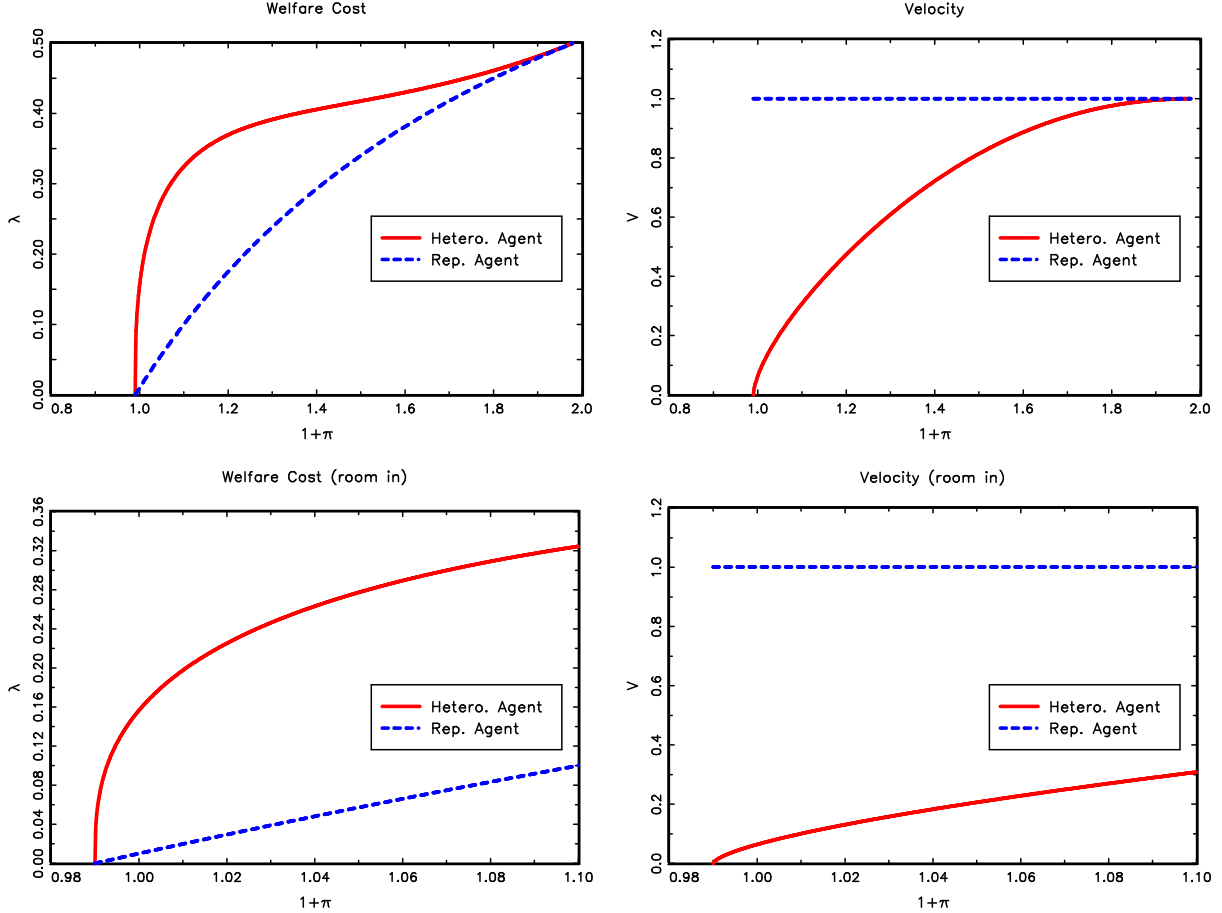 Welfare Cost
0.50
0.40
0.30
0.20
0.10
0.00
λ
Hetero. Agent
Rep. Agent
0.8 1.0 1.2 1.4 1.6 1.8 2.0
1+π
Velocity
1.2
1.0
0.8
0.6
0.4
0.2
0.0
V
Hetero. Agent
Rep. Agent
0.8 1.0 1.2 1.4 1.6 1.8 2.0
1+π
Welfare Cost (room in)
0.36
0.32
0.28
0.24
0.20
0.16
0.12
0.08
0.04
0.00
λ
Hetero. Agent
Rep. Agent
0.98 1.00 1.02 1.04 1.06 1.08 1.10
1+π
Velocity (room in)
1.2
1.0
0.8
0.6
0.4
0.2
0.0
V
Hetero. Agent
Rep. Agent
0.98 1.00 1.02 1.04 1.06 1.08 1.10
1+π